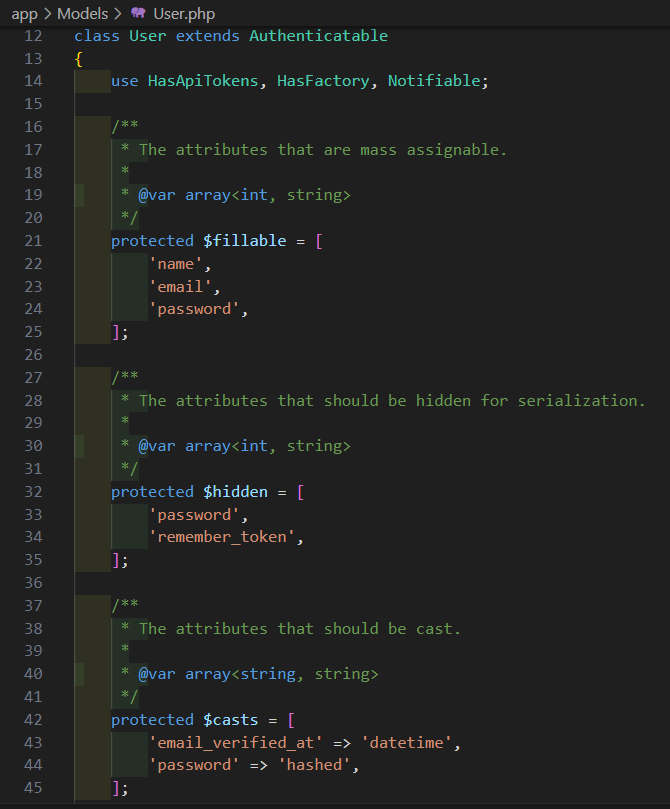 app > Models > User.php
12 class User extends Authenticatable
13 {
14     use HasApiTokens, HasFactory, Notifiable;
15
16     /**
17      * The attributes that are mass assignable.
18      *
19      * @var array<int, string>
20      */
21     protected $fillable = [
22         'name',
23         'email',
24         'password',
25     ];
26
27     /**
28      * The attributes that should be hidden for serialization.
29      *
30      * @var array<int, string>
31      */
32     protected $hidden = [
33         'password',
34         'remember_token',
35     ];
36
37     /**
38      * The attributes that should be cast.
39      *
40      * @var array<string, string>
41      */
42     protected $casts = [
43         'email_verified_at' => 'datetime',
44         'password' => 'hashed',
45     ];